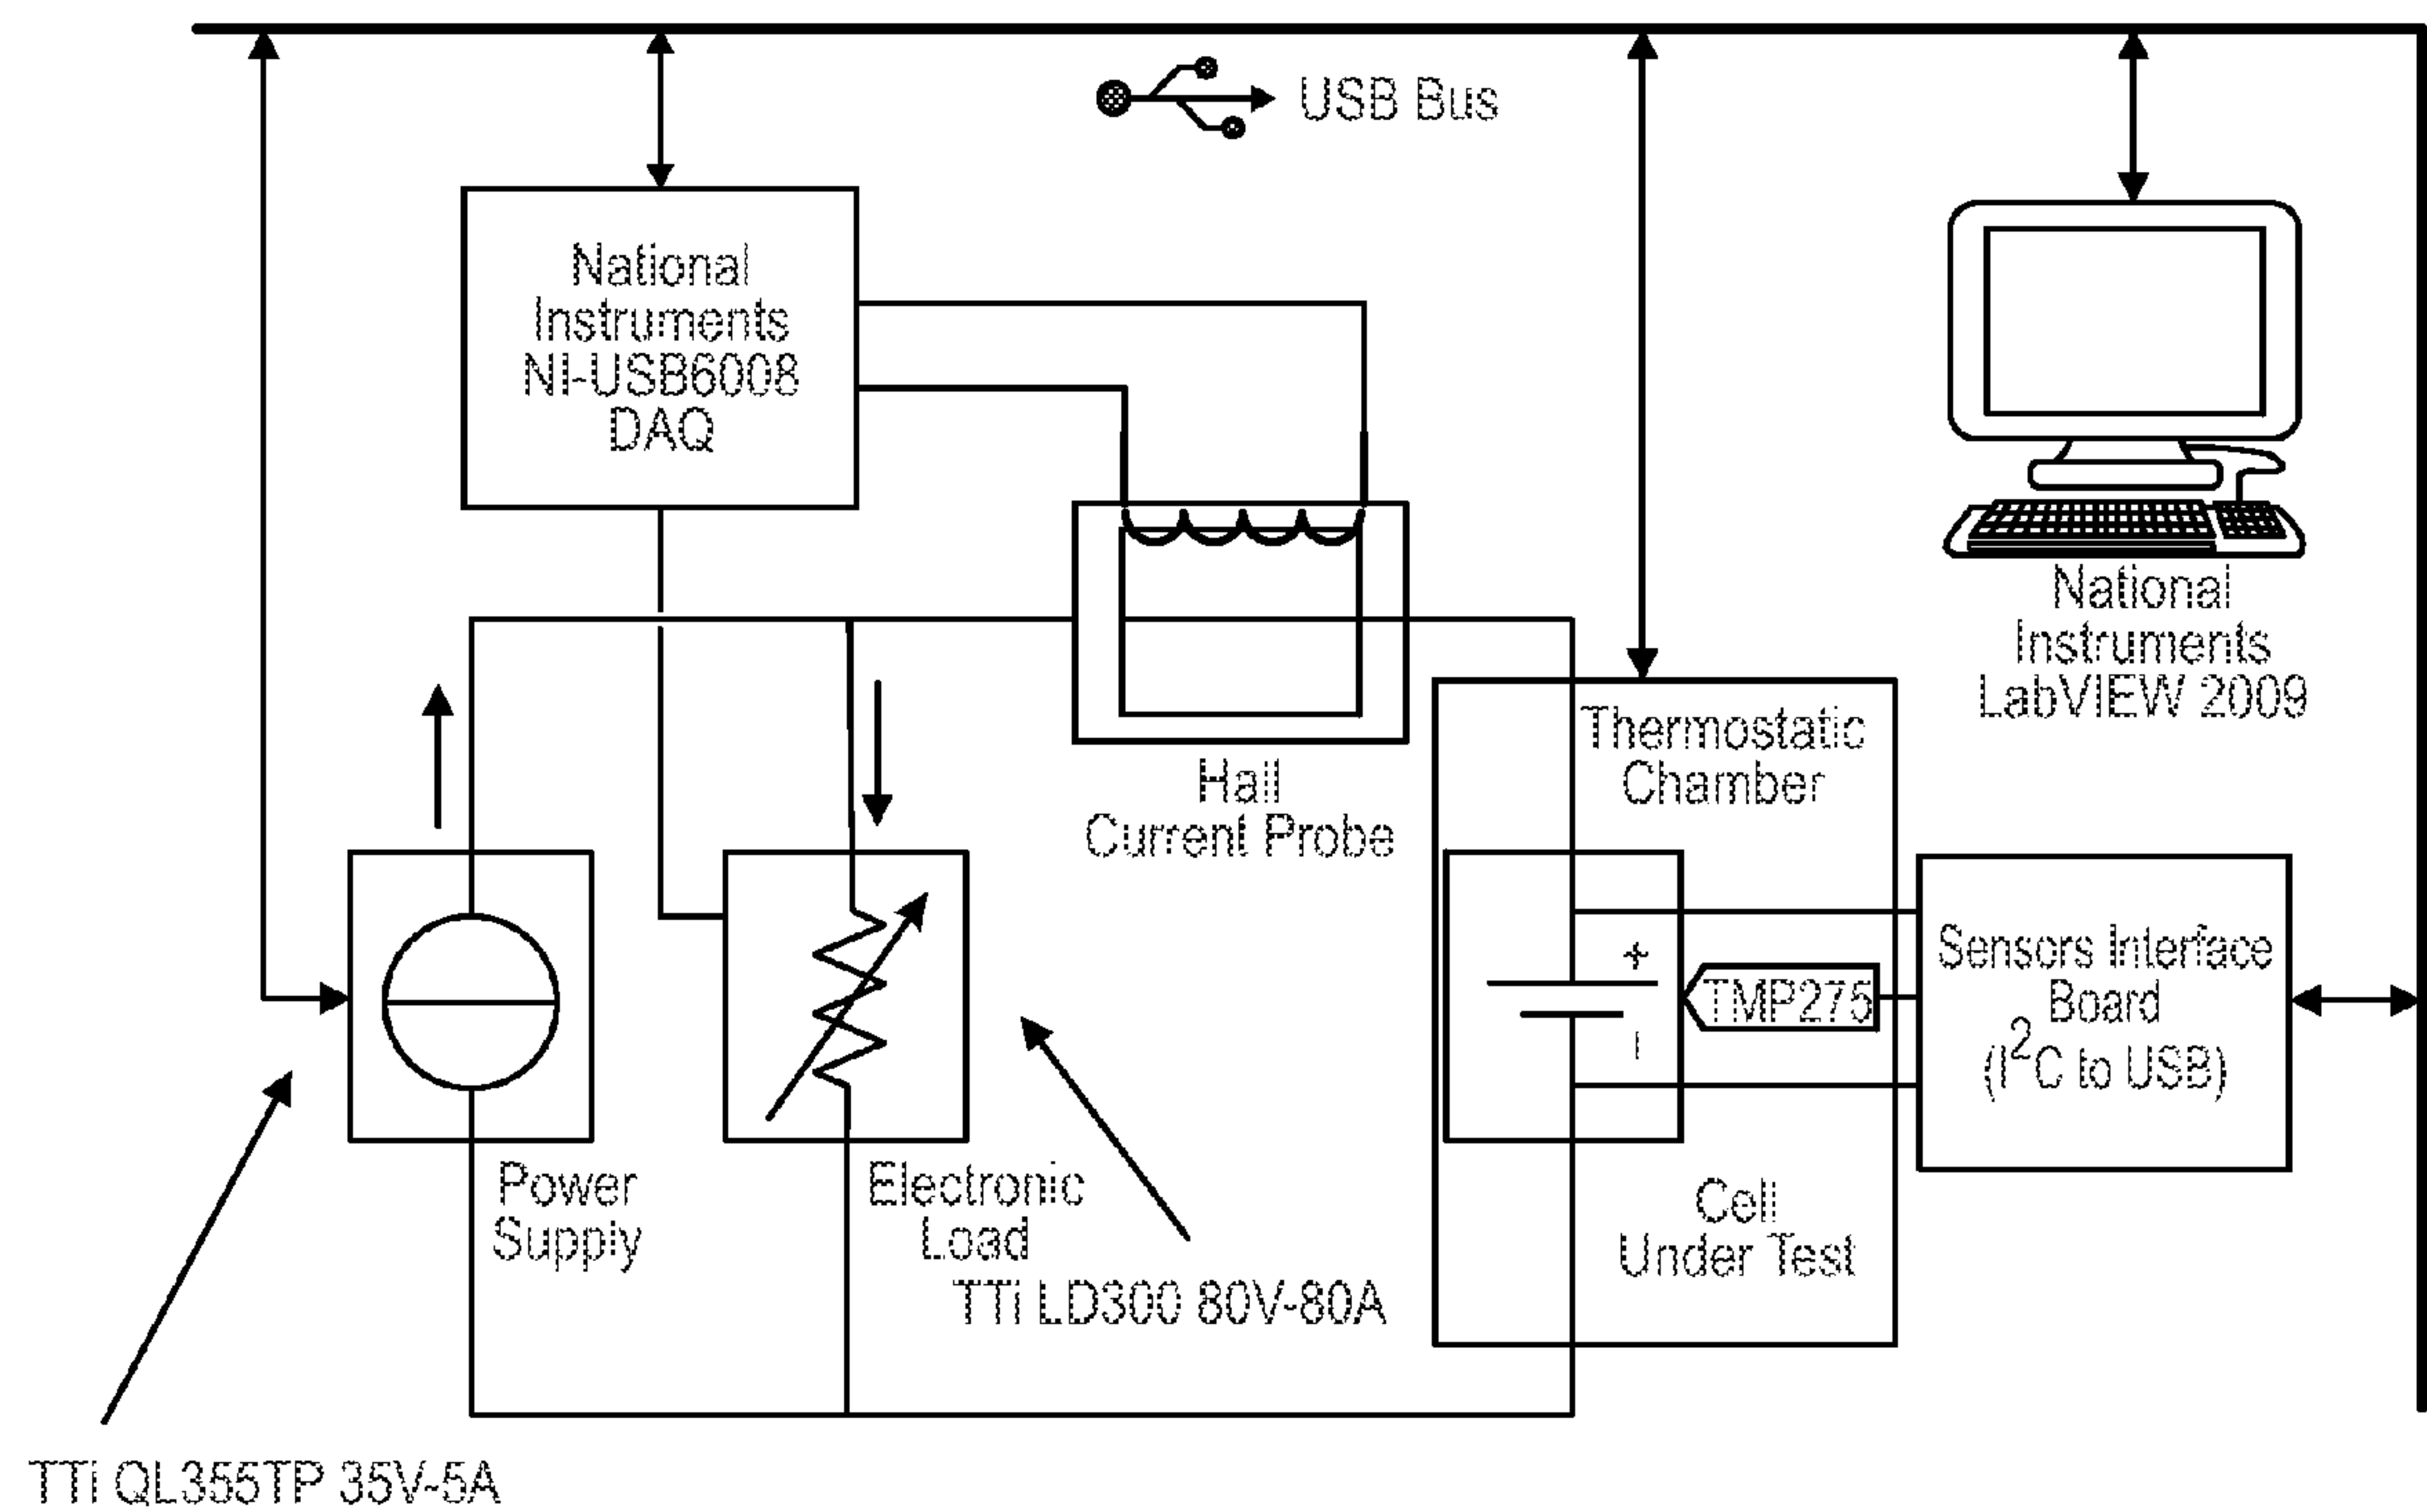 USB Bus
National
Instruments
NI-USB6008
DAQ
National
Instruments
LabVIEW 2009
Thermostatic
Chamber
Hall
Current Probe
Sensors Interface
Board
(I²C to USB)
+
TMP275
-
Power
Supply
Electronic
Load
Cell
Under Test
TTi LD300 80V-80A
TTi QL355TP 35V-5A